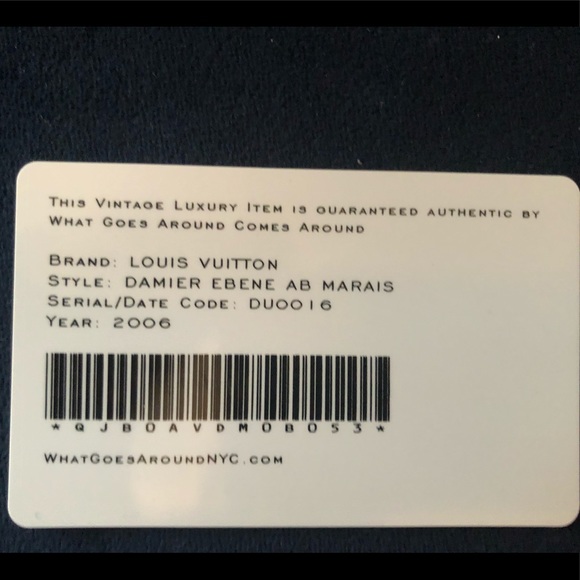 This Vintage Luxury Item is guaranteed authentic by
What Goes Around Comes Around
Brand: LOUIS VUITTON
Style: DAMIER EBENE AB MARAIS
Serial/Date Code: DU0016
Year: 2006
*QJBOAVDMOBO53*
WhatGoesAroundNYC.com